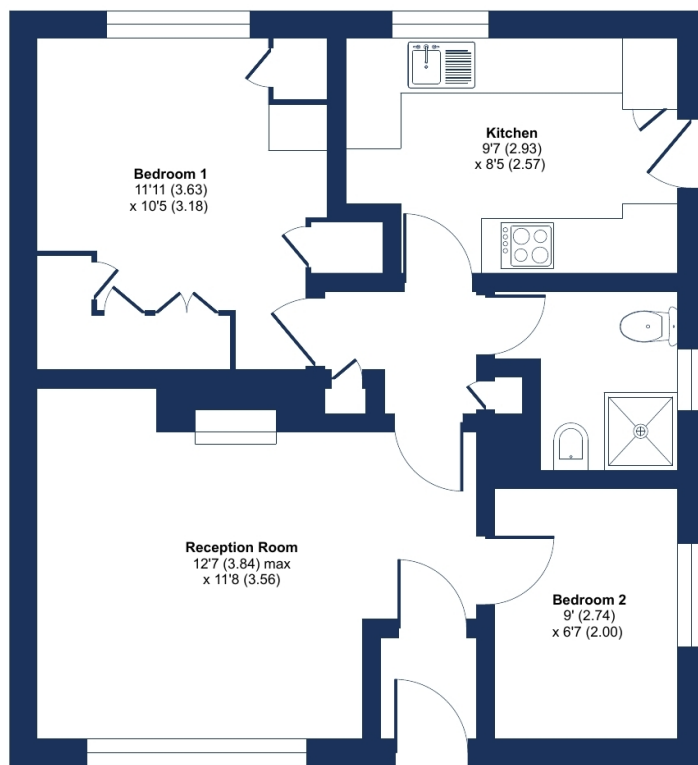 Kitchen
9'7 (2.93)
x 8'5 (2.57)
Bedroom 1
11'11 (3.63)
x 10'5 (3.18)
Reception Room
12'7 (3.84) max
x 11'8 (3.56)
Bedroom 2
9' (2.74)
x 6'7 (2.00)